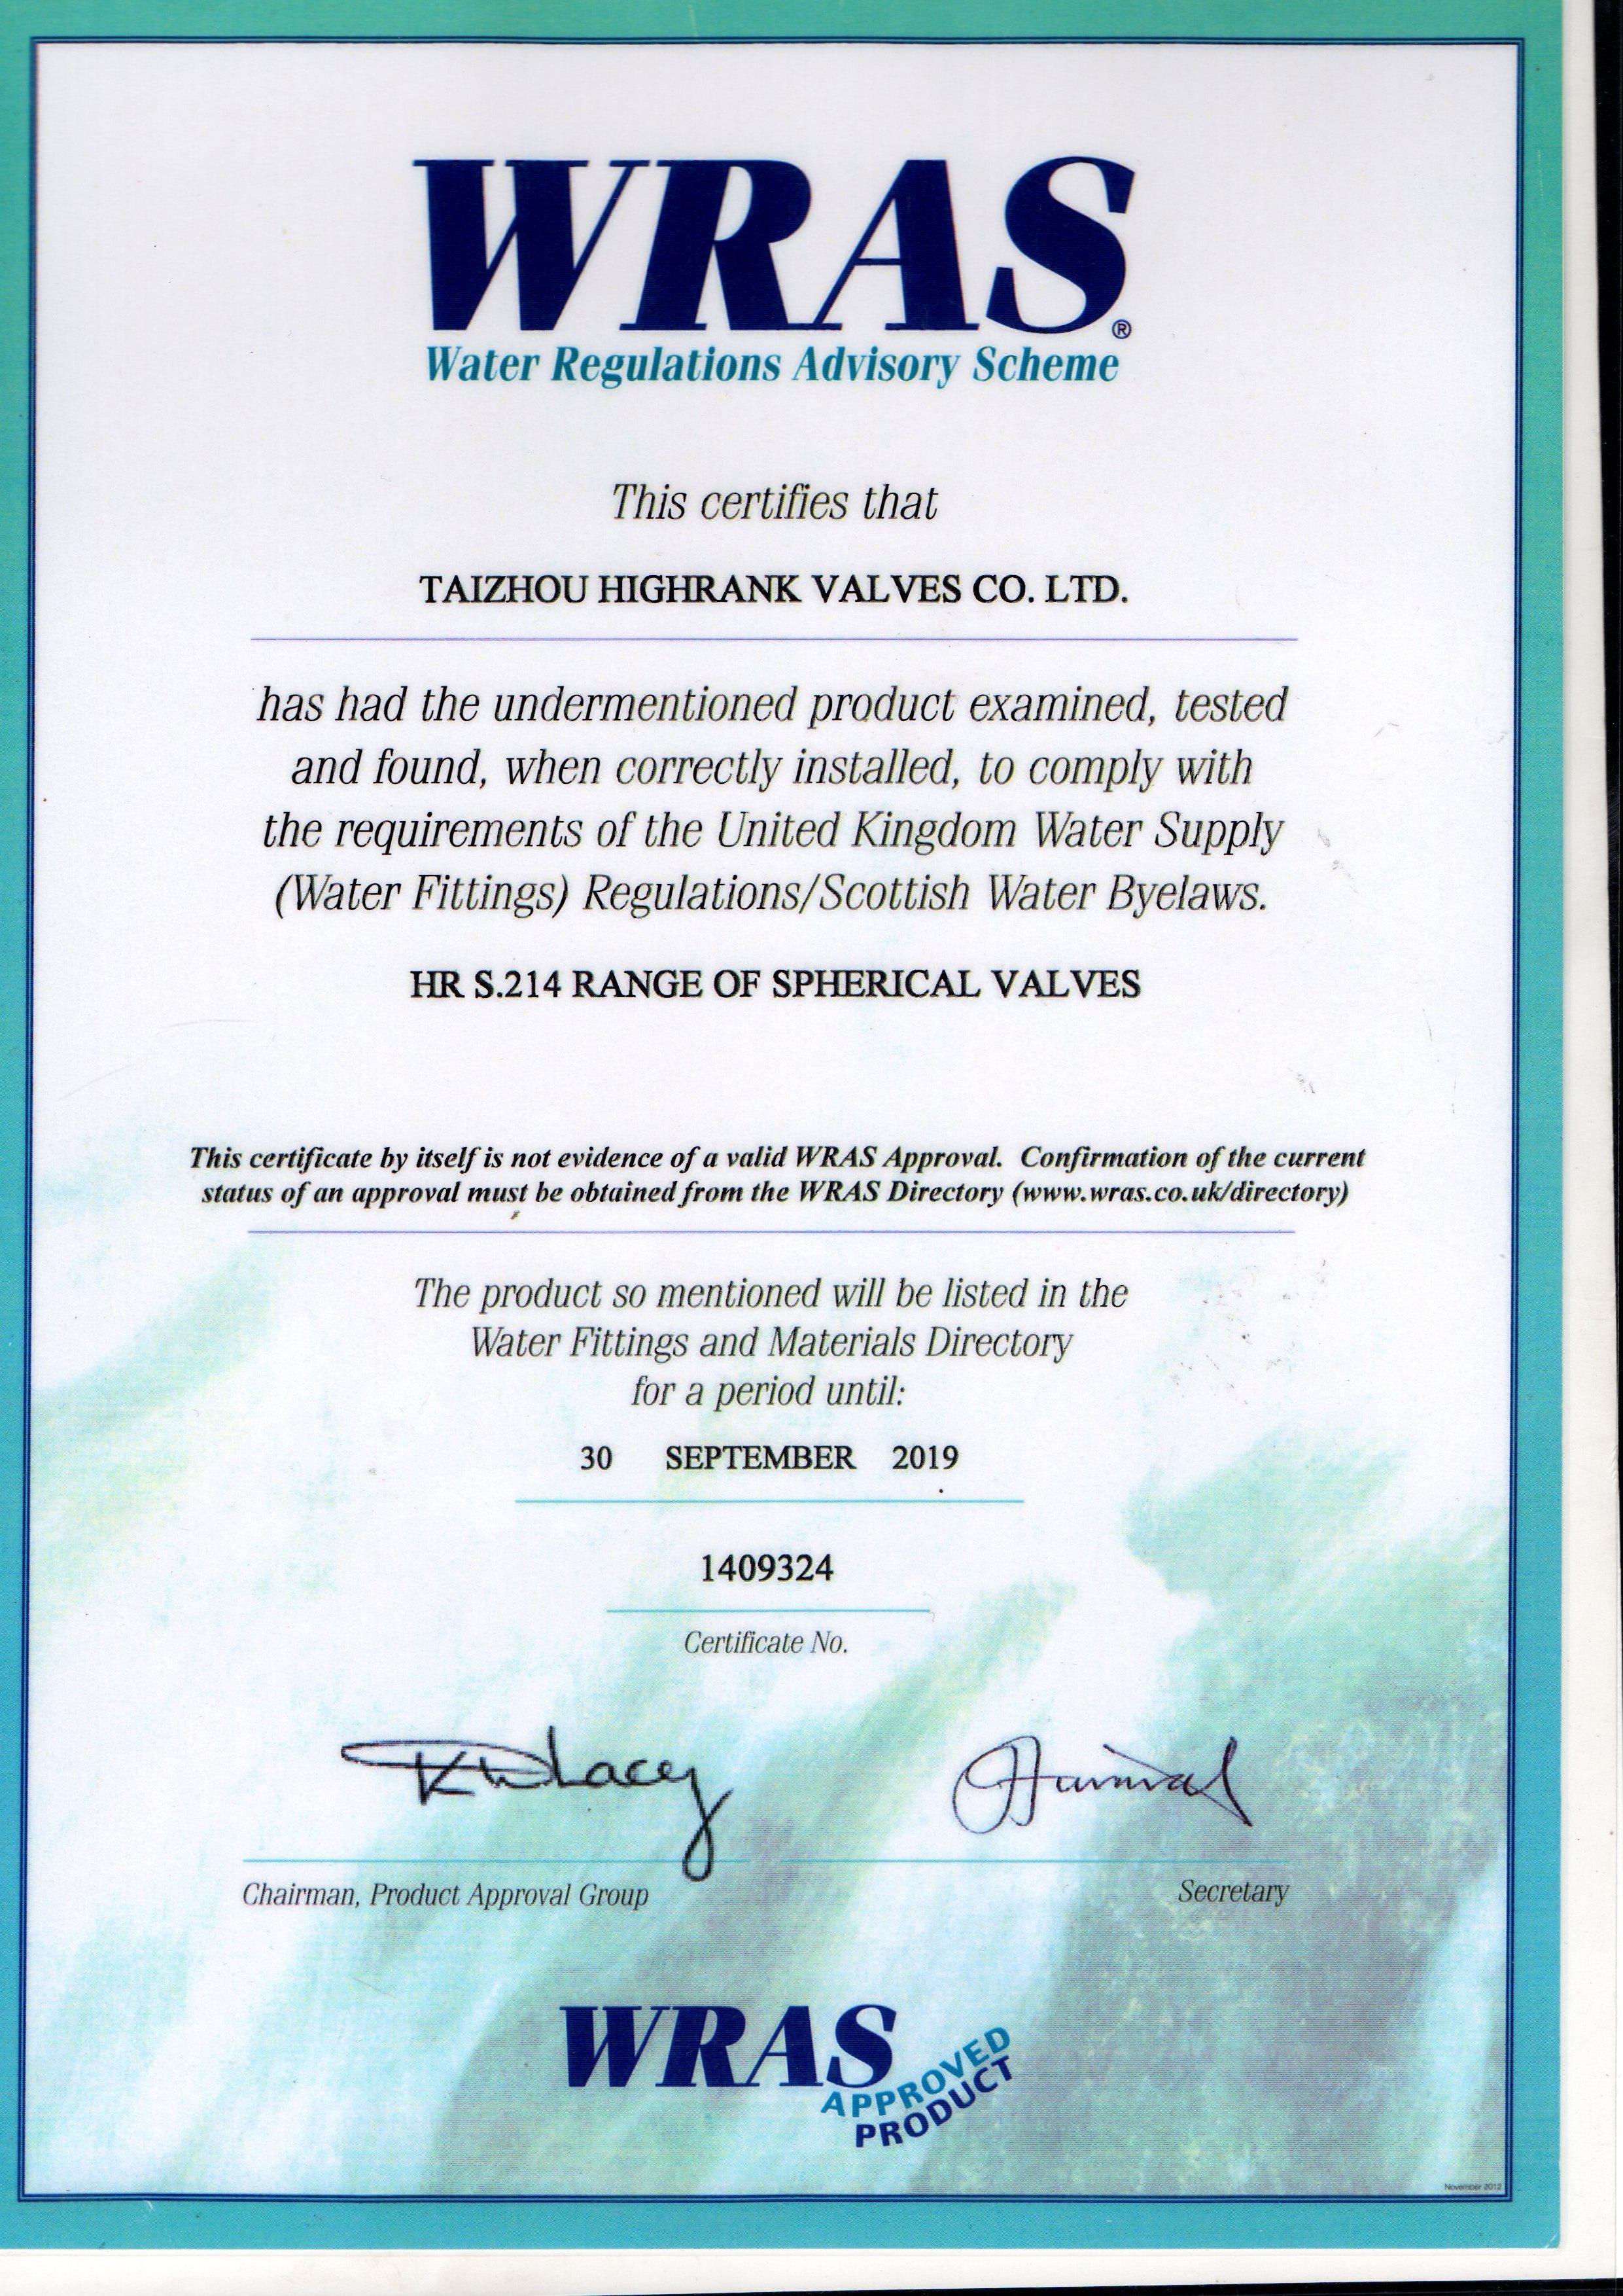 WRAS®
Water Regulations Advisory Scheme
This certifies that
TAIZHOU HIGHRANK VALVES CO. LTD.
has had the undermentioned product examined, tested
and found, when correctly installed, to comply with
the requirements of the United Kingdom Water Supply
(Water Fittings) Regulations/Scottish Water Byelaws.
HR S.214 RANGE OF SPHERICAL VALVES
This certificate by itself is not evidence of a valid WRAS Approval. Confirmation of the current
status of an approval must be obtained from the WRAS Directory (www.wras.co.uk/directory)
The product so mentioned will be listed in the
Water Fittings and Materials Directory
for a period until:
30 SEPTEMBER 2019
1409324
Certificate No.
Chairman, Product Approval Group
Secretary
WRAS
APPROVED
PRODUCT
November 2012